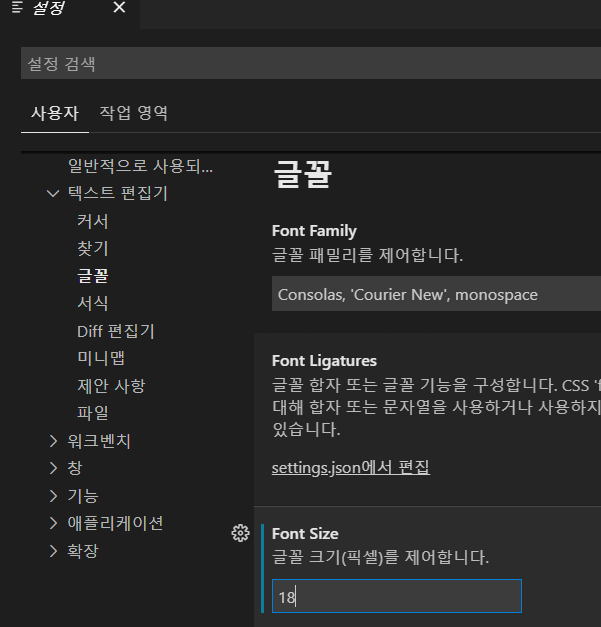 설정
설정 검색
사용자 작업 영역
일반적으로 사용되...
텍스트 편집기
커서
찾기
글꼴
서식
Diff 편집기
미니맵
제안 사항
파일
워크벤치
창
기능
애플리케이션
확장
글꼴
Font Family
글꼴 패밀리를 제어합니다.
Consolas, 'Courier New', monospace
Font Ligatures
글꼴 합자 또는 글꼴 기능을 구성합니다. CSS 'f
대해 합자 또는 문자열을 사용하거나 사용하지
있습니다.
settings.json에서 편집
Font Size
글꼴 크기(픽셀)를 제어합니다.
18